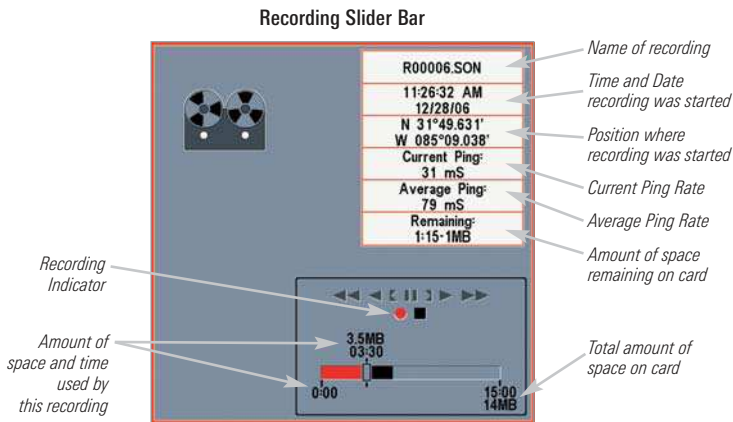 Recording Slider Bar
R00006.SON
11:26:32 AM
12/28/06
N 31°49.631'
W 085°09.038'
Current Ping:
31 mS
Average Ping:
79 mS
Remaining:
1:15-1MB
Name of recording
Time and Date
recording was started
Position where
recording was started
Current Ping Rate
Average Ping Rate
Amount of space
remaining on card
Recording
Indicator
Amount of
space and time
used by
this recording
3.5MB
03:30
0:00
15:00
14MB
Total amount of
space on card